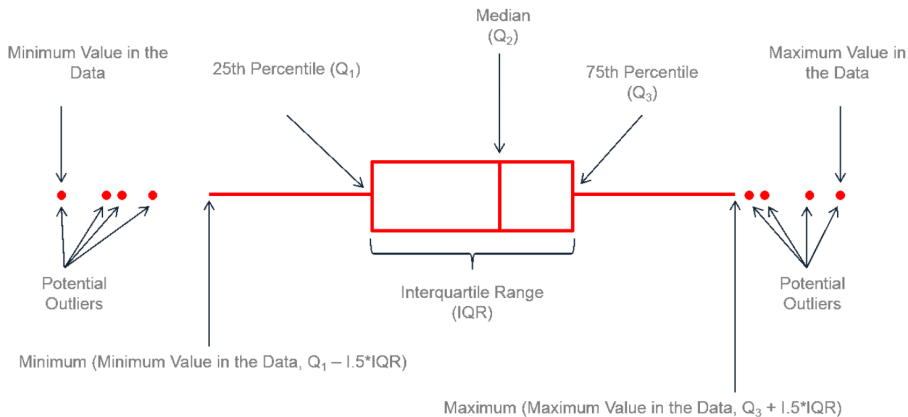 Median
(Q₂)
Minimum Value in the
Data
25th Percentile (Q₁)
75th Percentile
(Q₃)
Maximum Value in
the Data
Potential
Outliers
Interquartile Range
(IQR)
Potential
Outliers
Minimum (Minimum Value in the Data, Q₁ – I.5*IQR)
Maximum (Maximum Value in the Data, Q₃ + I.5*IQR)